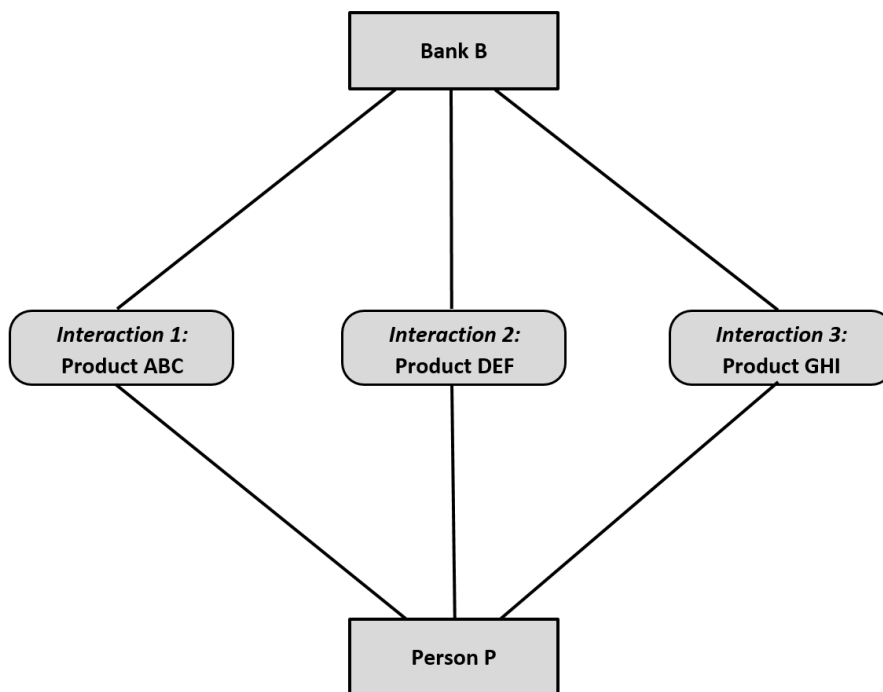 Bank B
Interaction 1:
Product ABC
Interaction 2:
Product DEF
Interaction 3:
Product GHI
Person P